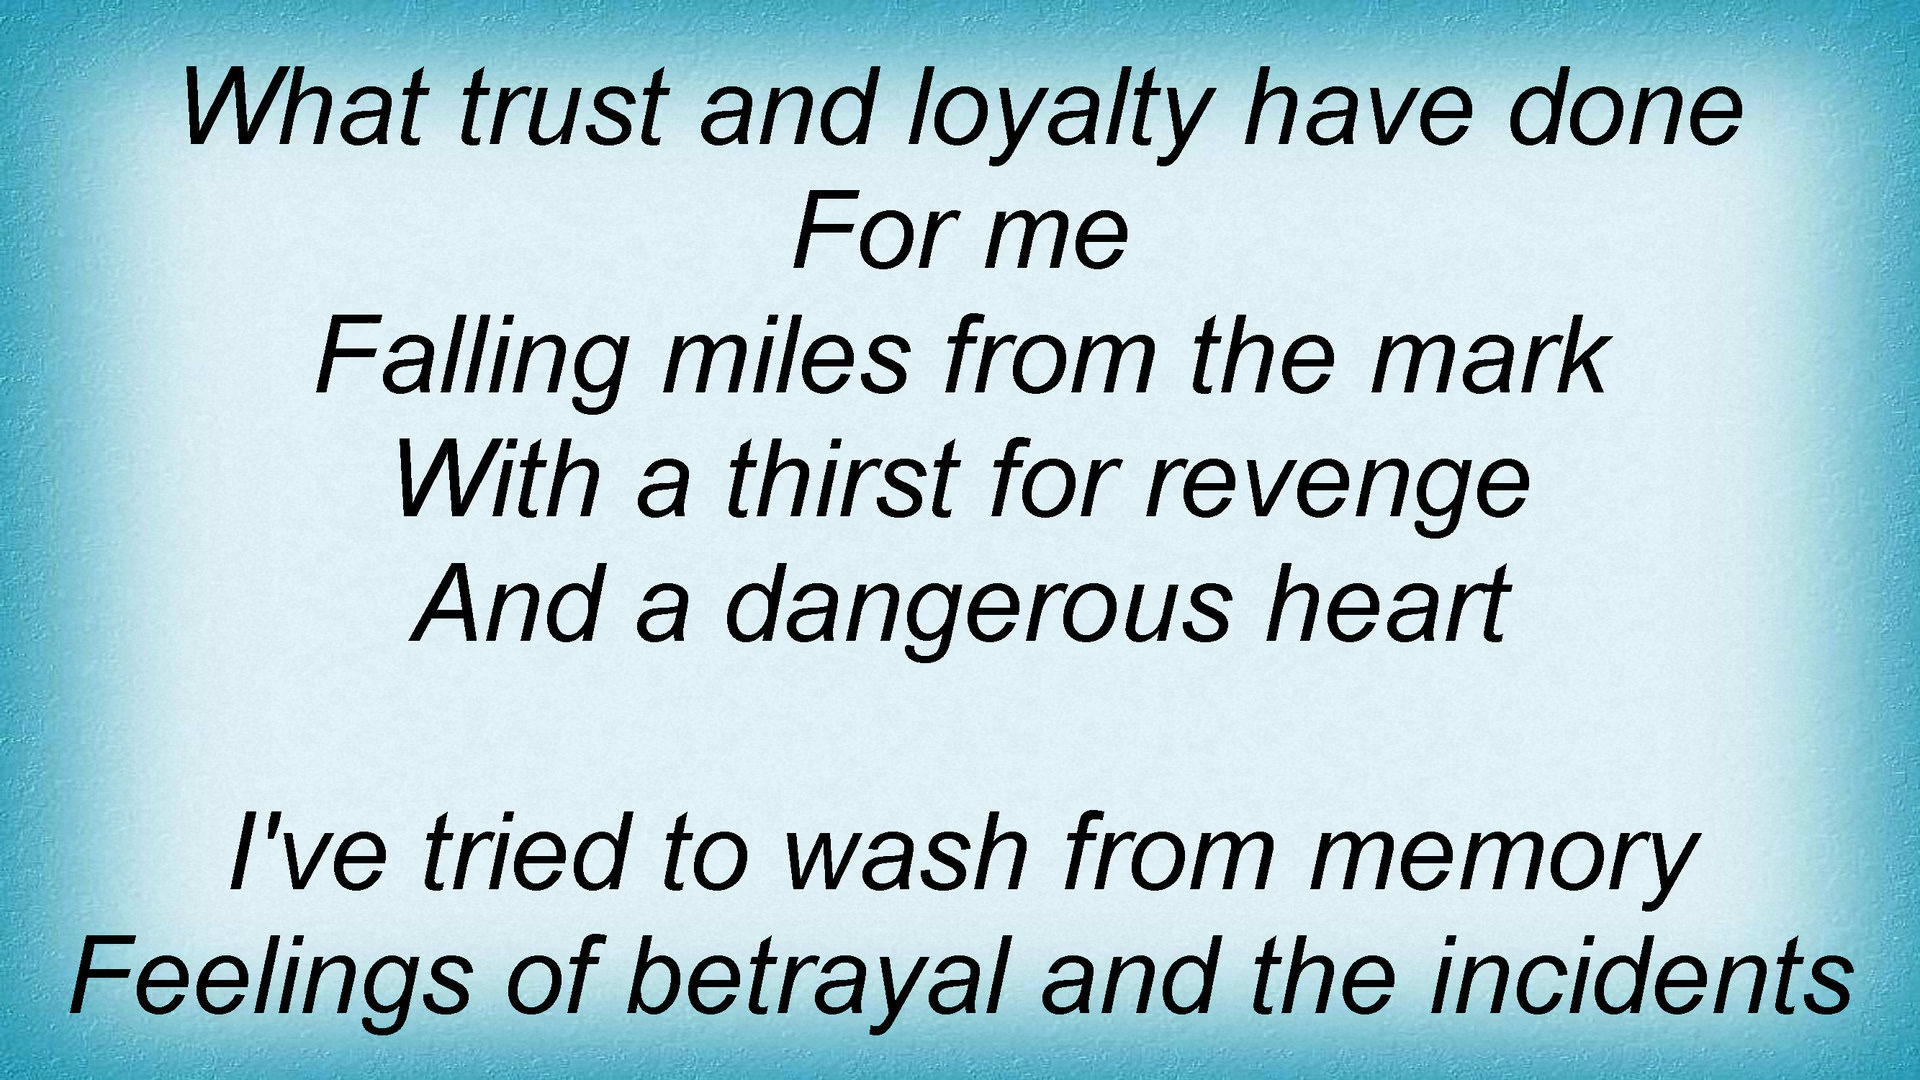 What trust and loyalty have done
For me
Falling miles from the mark
With a thirst for revenge
And a dangerous heart
I've tried to wash from memory
Feelings of betrayal and the incidents